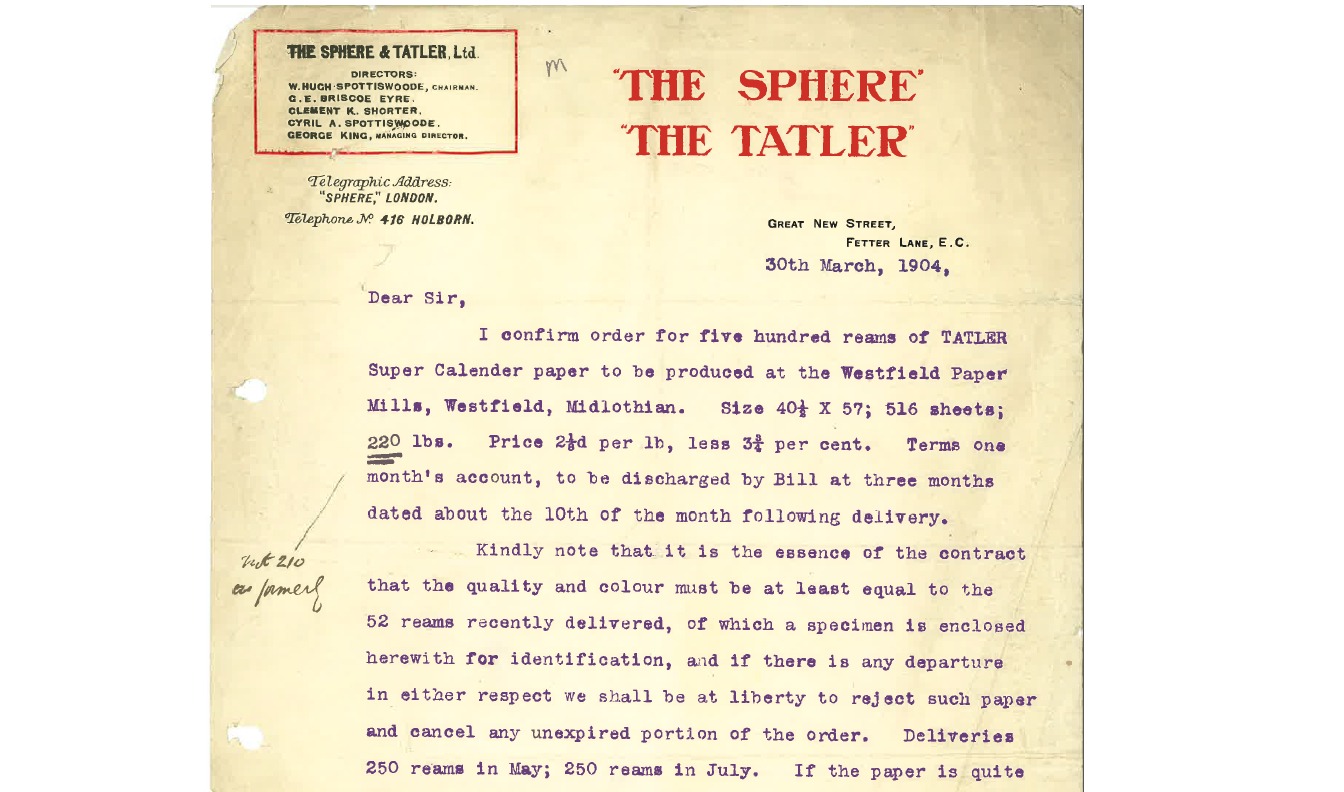 THE SPHERE & TATLER, Ltd.
DIRECTORS:
W. HUGH SPOTTISWOODE, CHAIRMAN.
G. E. BRISCOE EYRE.
CLEMENT K. SHORTER.
CYRIL A. SPOTTISWOODE.
GEORGE KING, MANAGING DIRECTOR.
Telegraphic Address:
"SPHERE," LONDON.
Telephone No 416 HOLBORN.
m
"THE SPHERE"
"THE TATLER"
GREAT NEW STREET,
FETTER LANE, E.C.
30th March, 1904,
Dear Sir,
I confirm order for five hundred reams of TATLER
Super Calender paper to be produced at the Westfield Paper
Mills, Westfield, Midlothian. Size 40½ X 57; 516 sheets;
220 lbs. Price 2⅛d per lb, less 3¾ per cent. Terms one
month's account, to be discharged by Bill at three months
dated about the 10th of the month following delivery.
Kindly note that it is the essence of the contract
that the quality and colour must be at least equal to the
52 reams recently delivered, of which a specimen is enclosed
herewith for identification, and if there is any departure
in either respect we shall be at liberty to reject such paper
and cancel any unexpired portion of the order. Deliveries
250 reams in May; 250 reams in July. If the paper is quite
not 210
as formerly